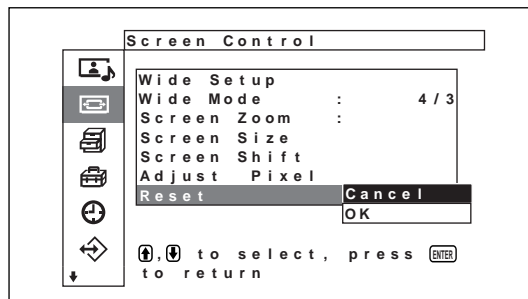 Screen Control
Wide Setup
Wide Mode : 4/3
Screen Zoom :
Screen Size
Screen Shift
Adjust Pixel
Reset Cancel
OK
, to select, press ENTER
to return